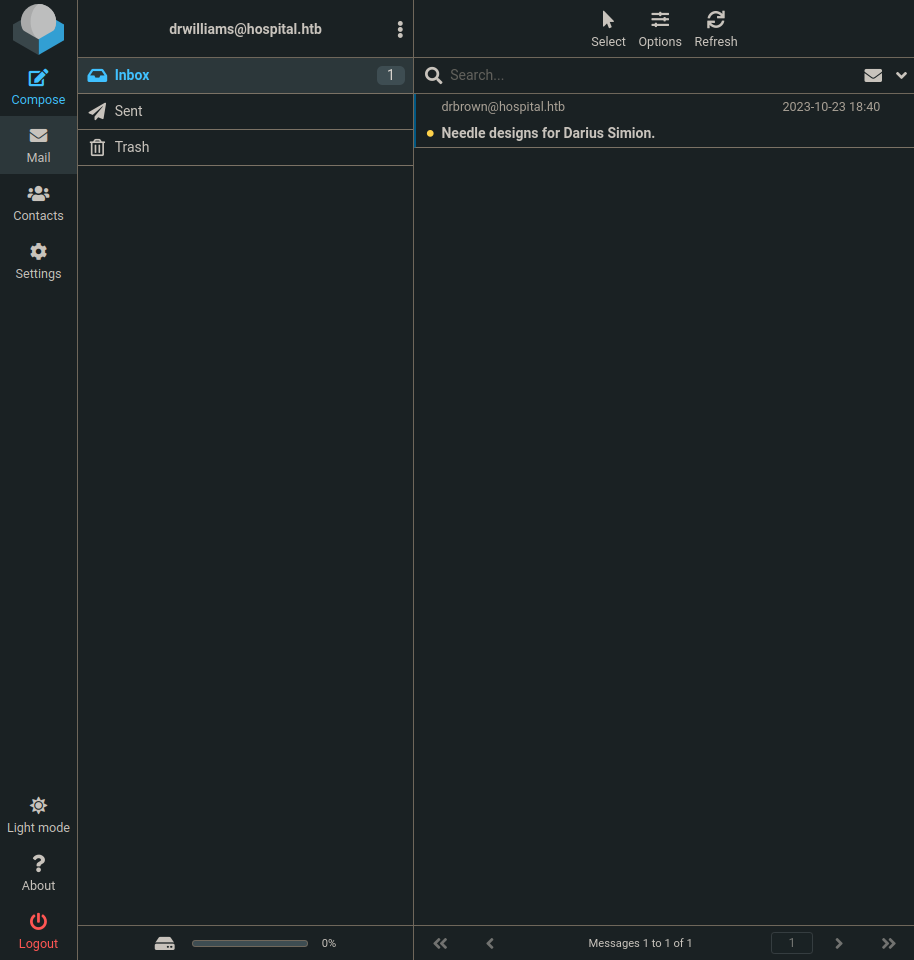 drwilliams@hospital.htb
Select
Options
Refresh
Compose
Mail
Contacts
Settings
Inbox 1
Sent
Trash
Search...
drbrown@hospital.htb 2023-10-23 18:40
Needle designs for Darius Simion.
Light mode
About
Logout
0%
Messages 1 to 1 of 1
1